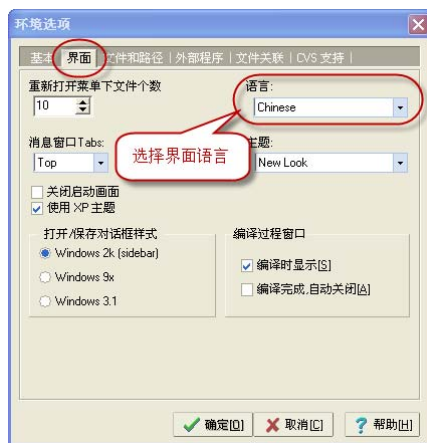 环境选项
基本 界面 文件和路径 外部程序 文件关联 CVS 支持
重新打开菜单下文件个数
10
语言:
Chinese
消息窗口Tabs:
Top
主题:
New Look
选择界面语言
关闭启动画面
使用 XP 主题
打开/保存对话框样式
Windows 2k (sidebar)
Windows 9x
Windows 3.1
编译过程窗口
编译时显示[S]
编译完成,自动关闭[A]
确定[O] 取消[C] 帮助[H]